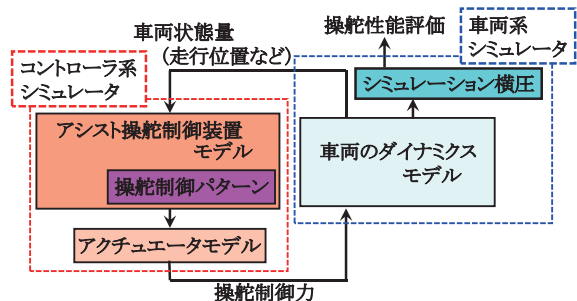 車両状態量
(走行位置など)
操舵性能評価
車両系
シミュレータ
コントローラ系
シミュレータ
シミュレーション横圧
アシスト操舵制御装置
モデル
操舵制御パターン
車両のダイナミクス
モデル
アクチュエータモデル
操舵制御力